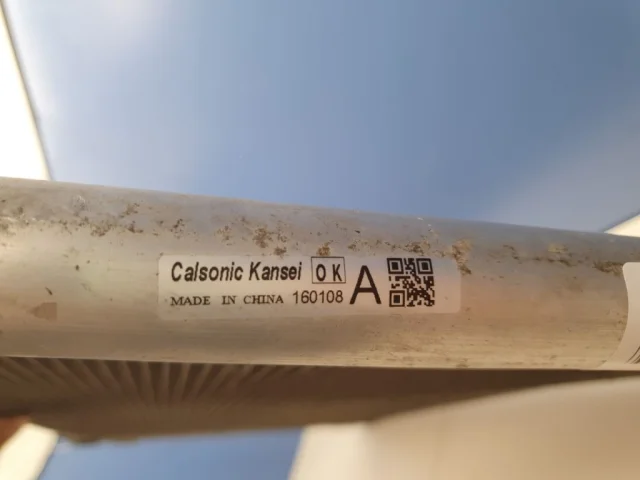 Calsonic Kansei OK A
MADE IN CHINA 160108